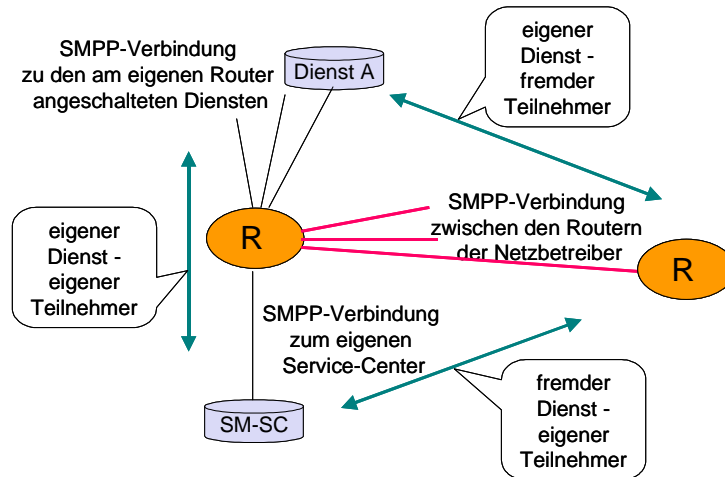 SMPP-Verbindung
zu den am eigenen Router
angeschalteten Diensten
Dienst A
eigener
Dienst -
fremder
Teilnehmer
eigener
Dienst -
eigener
Teilnehmer
R
SMPP-Verbindung
zwischen den Routern
der Netzbetreiber
R
SMPP-Verbindung
zum eigenen
Service-Center
SM-SC
fremder
Dienst -
eigener
Teilnehmer